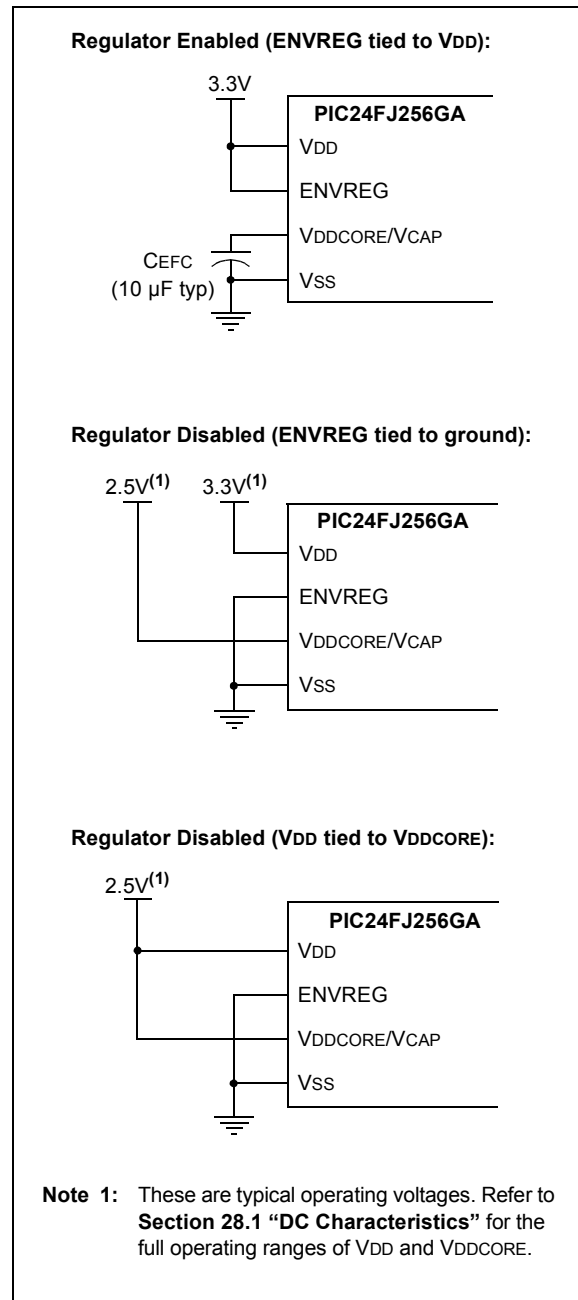 Regulator Enabled (ENVREG tied to VDD):
3.3V
PIC24FJ256GA
VDD
ENVREG
VDDCORE/VCAP
CEFC
(10 µF typ)
VSS
Regulator Disabled (ENVREG tied to ground):
2.5V(1) 3.3V(1)
PIC24FJ256GA
VDD
ENVREG
VDDCORE/VCAP
VSS
Regulator Disabled (VDD tied to VDDCORE):
2.5V(1)
PIC24FJ256GA
VDD
ENVREG
VDDCORE/VCAP
VSS
Note 1: These are typical operating voltages. Refer to
Section 28.1 “DC Characteristics” for the
full operating ranges of VDD and VDDCORE.